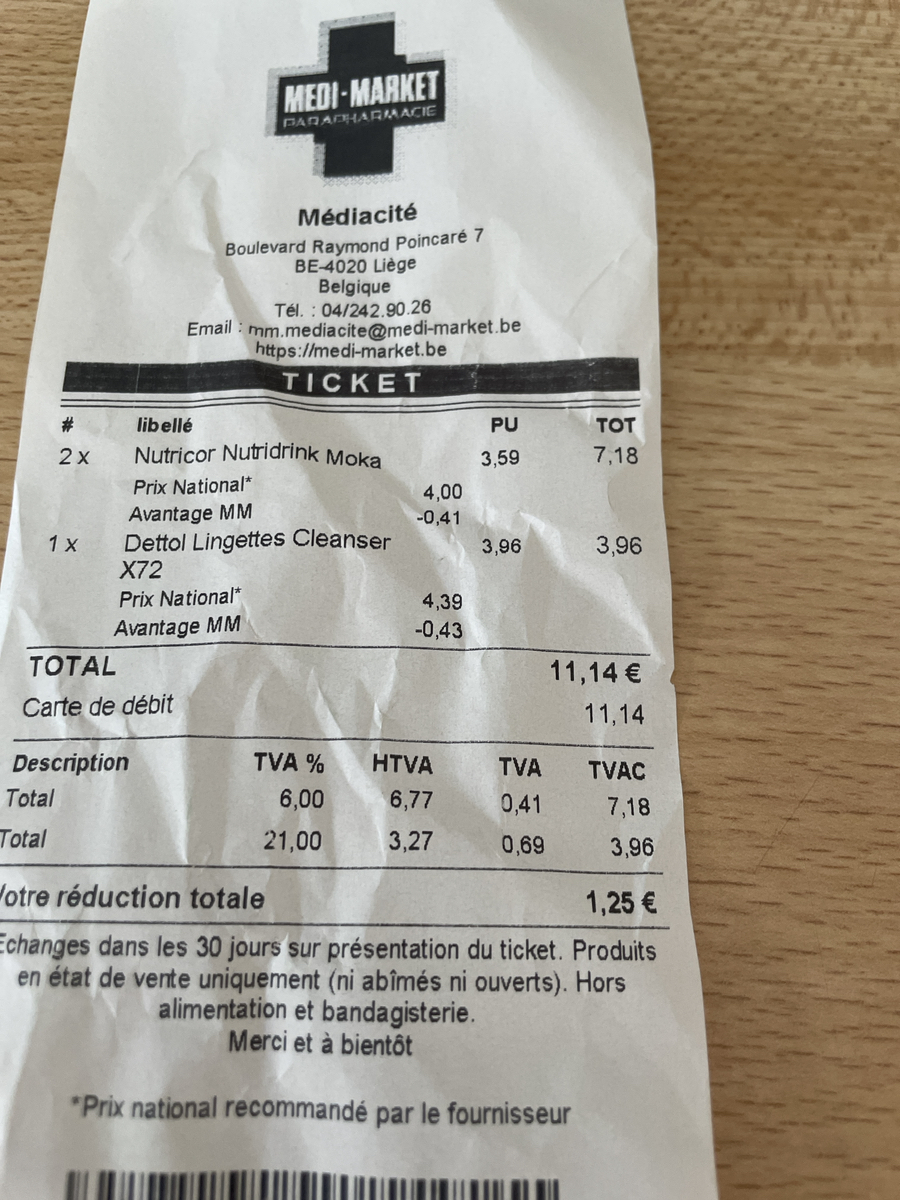 MEDI-MARKET
PARAPHARMACIE
Médiacité
Boulevard Raymond Poincaré 7
BE-4020 Liège
Belgique
Tél. : 04/242.90.26
Email : mm.mediacite@medi-market.be
https://medi-market.be
TICKET
# libellé PU TOT
2 x Nutricor Nutridrink Moka 3,59 7,18
Prix National* 4,00
Avantage MM -0,41
1 x Dettol Lingettes Cleanser 3,96 3,96
X72
Prix National* 4,39
Avantage MM -0,43
TOTAL 11,14 €
Carte de débit 11,14
Description TVA % HTVA TVA TVAC
Total 6,00 6,77 0,41 7,18
Total 21,00 3,27 0,69 3,96
Votre réduction totale 1,25 €
Echanges dans les 30 jours sur présentation du ticket. Produits
en état de vente uniquement (ni abîmés ni ouverts). Hors
alimentation et bandagisterie.
Merci et à bientôt
*Prix national recommandé par le fournisseur